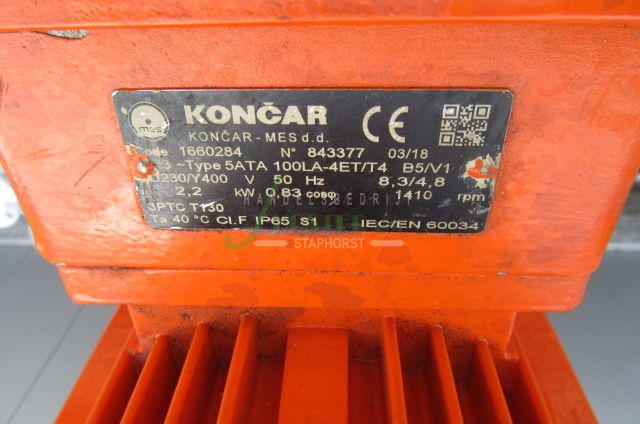 KONČAR
mes
KONČAR - MES d.d.
Code 1660284 N° 843377 03/18
3 ~Type 5ATA 100LA-4ET/T4 B5/V1
230/Y400 V 50 Hz 8,3/4,8 A
2,2 kW 0,83 cosφ 1410 rpm
3PTC T130
Ta 40 °C Cl.F IP65 S1 IEC/EN 60034
CE
HANDELSBEDRIJF
STAPHORST